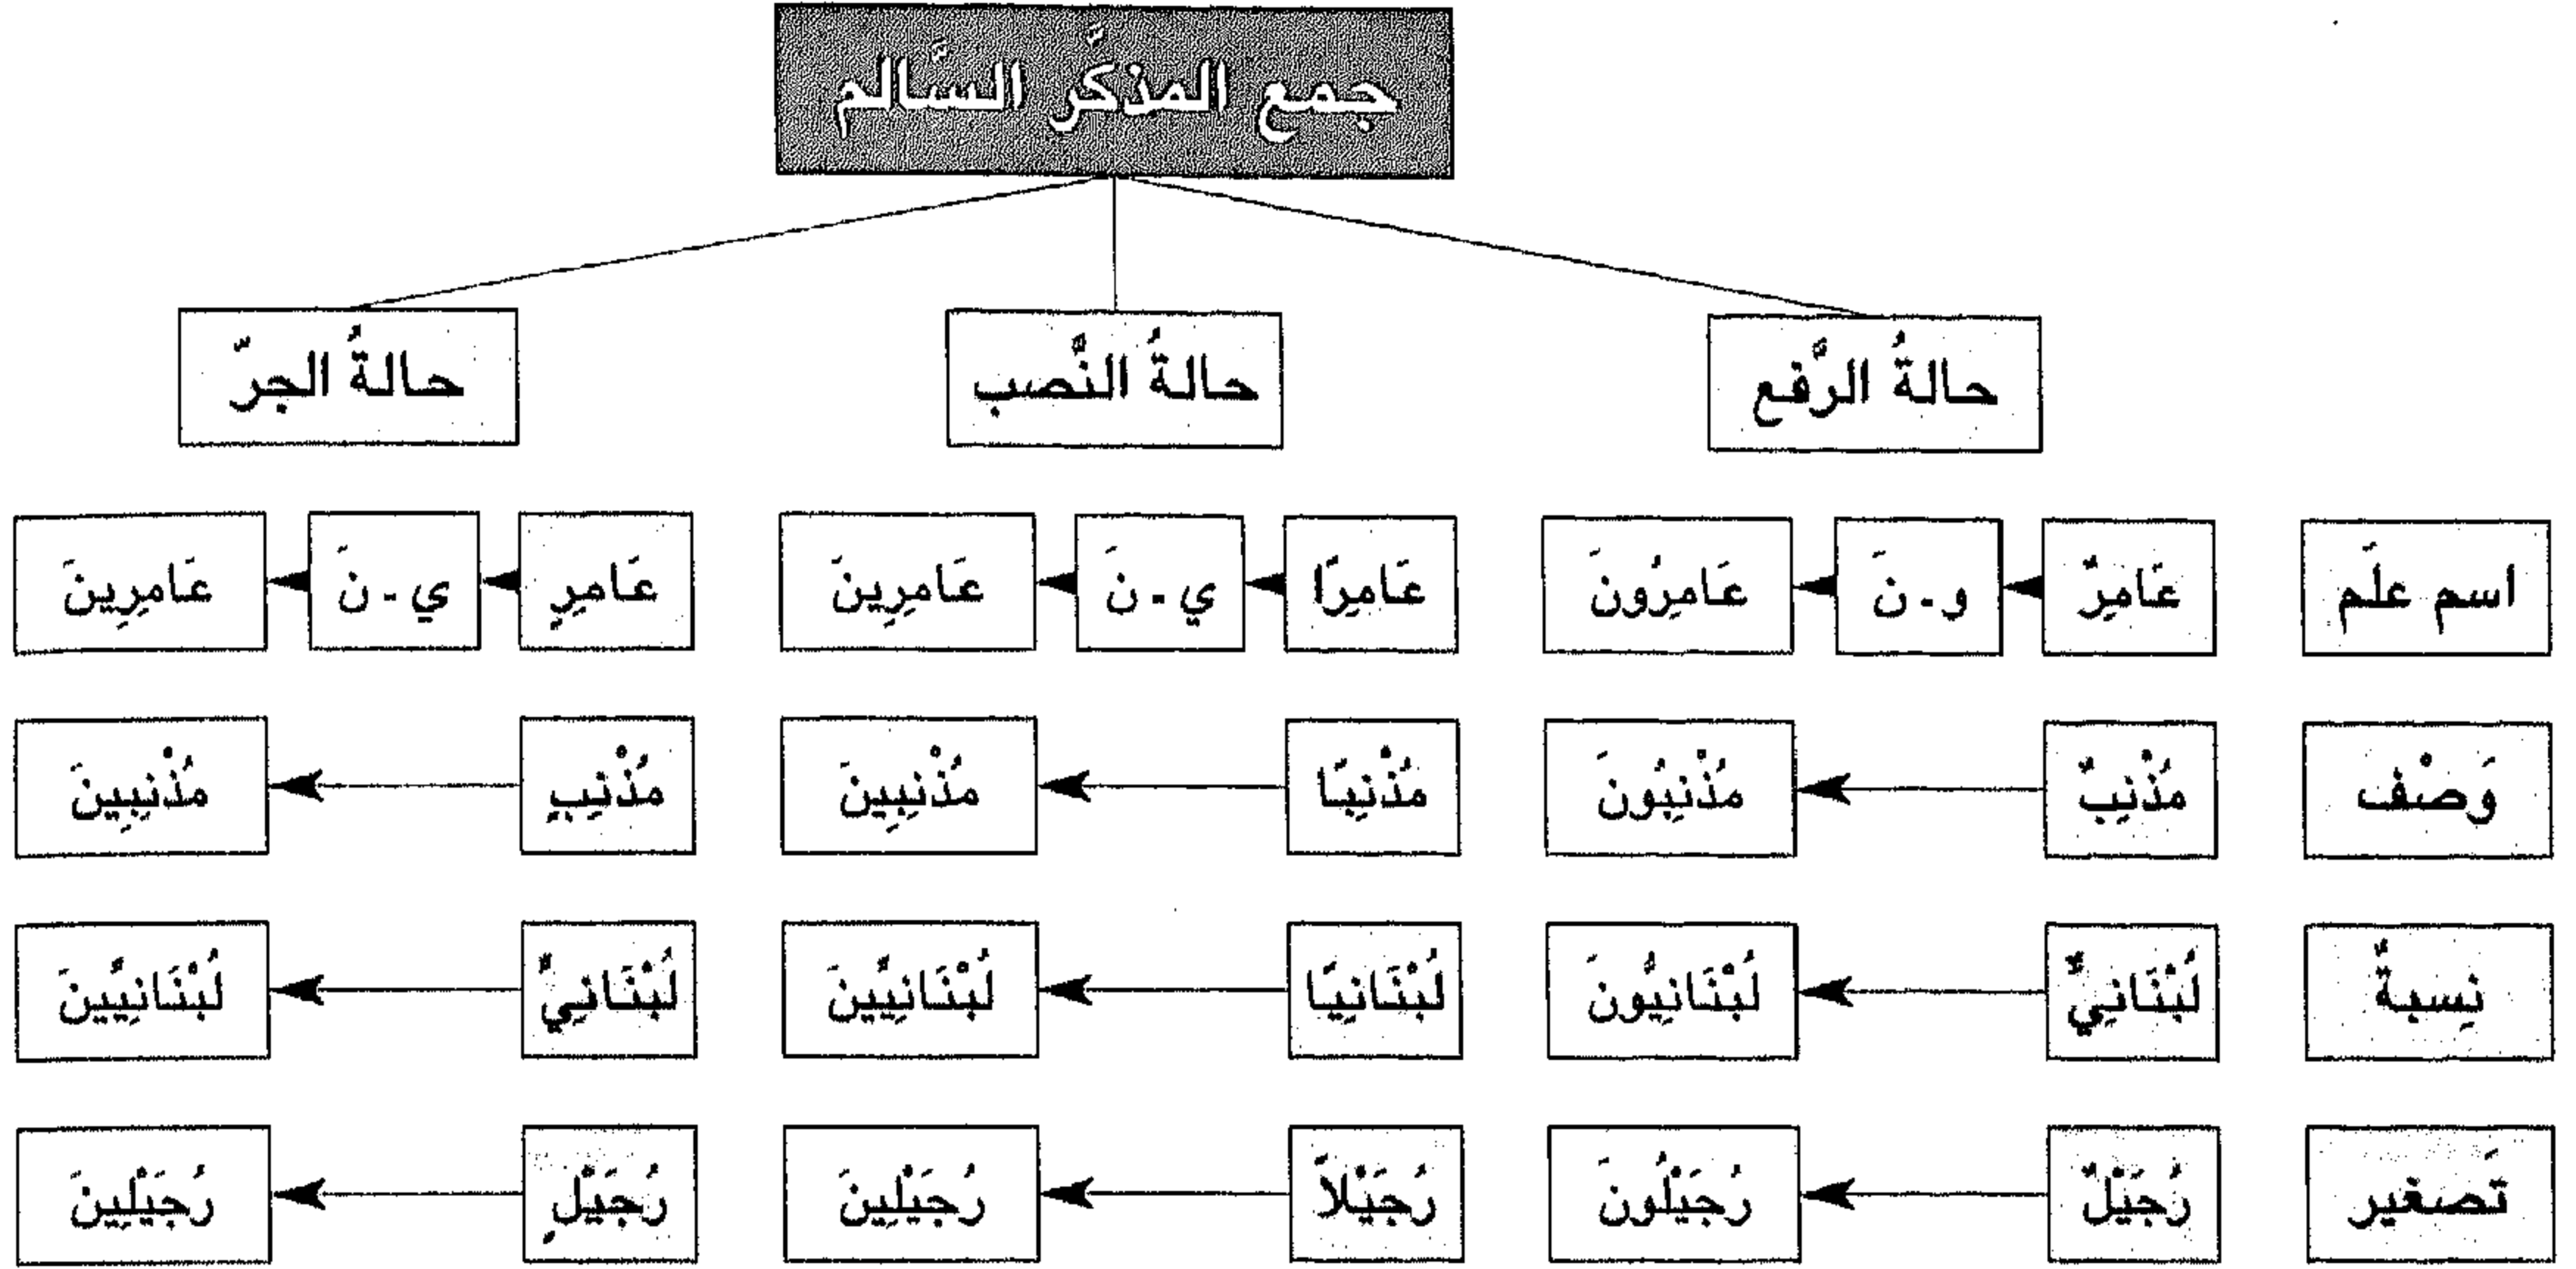 جمع المذكَّر السَّالم
حالةُ الرَّفع
حالةُ النَّصب
حالةُ الجرّ
اسم علَم
عَامِرٌ
و - نَ
عَامِرُونَ
عَامِرًا
ي - نَ
عَامِرِينَ
عَامِرٍ
ي - نَ
عَامِرِينَ
وَصْف
مُذْنِبٌ
مُذْنِبُونَ
مُذْنِبًا
مُذْنِبِينَ
مُذْنِبٍ
مُذْنِبِينَ
نِسبةٌ
لُبْنَانِيٌّ
لُبْنَانِيُّونَ
لُبْنَانِيًا
لُبْنَانِيِّينَ
لُبْنَانِيٌّ
لُبْنَانِيِّينَ
تَصغير
رُجَيْلٌ
رُجَيْلُونَ
رُجَيْلاً
رُجَيْلِينَ
رُجَيْلٍ
رُجَيْلِينَ